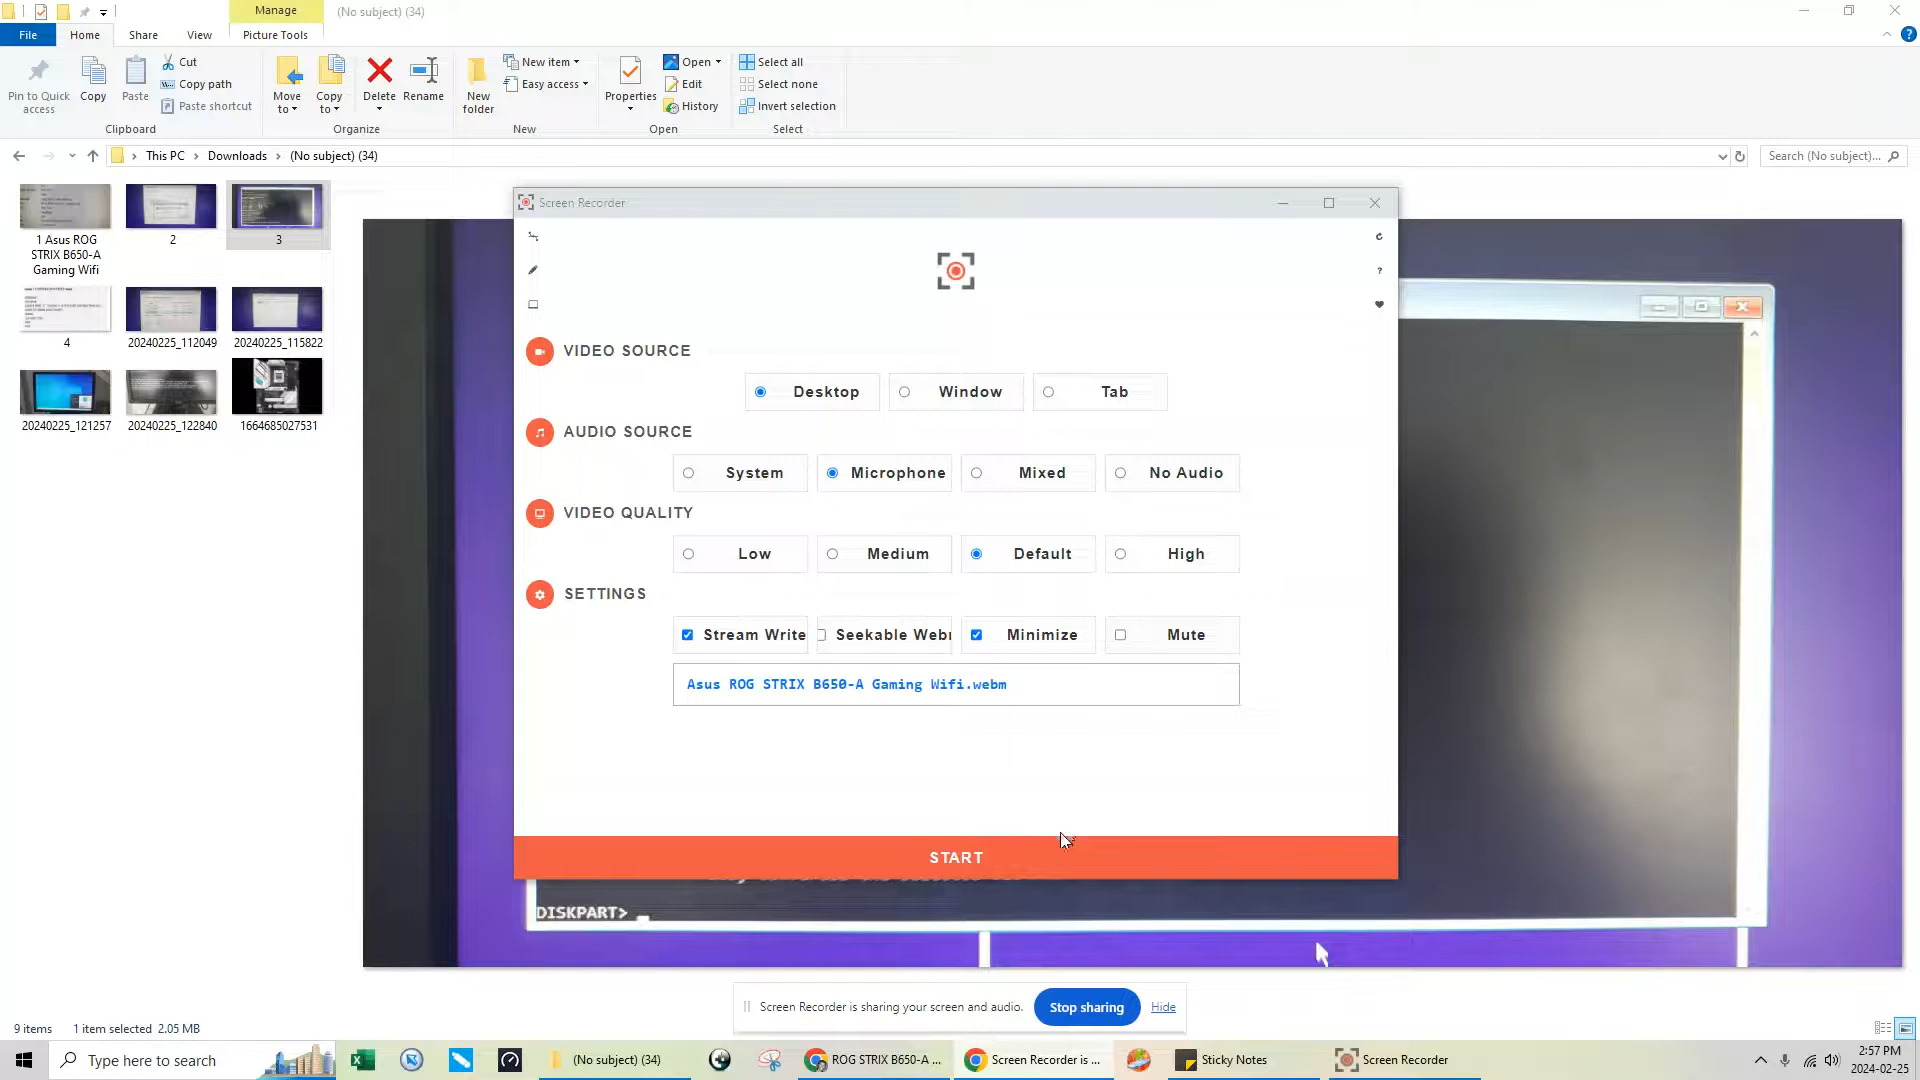 Manage
(No subject) (34)
File
Home
Share
View
Picture Tools
Pin to Quick access
Copy
Paste
Cut
Copy path
Paste shortcut
Clipboard
Move to
Copy to
Delete
Rename
Organize
New folder
New item
Easy access
New
Properties
Open
Edit
History
Open
Select all
Select none
Invert selection
Select
This PC
Downloads
(No subject) (34)
Search (No subject)...
1 Asus ROG
STRIX B650-A
Gaming Wifi
2
3
4
20240225_112049
20240225_115822
20240225_121257
20240225_122840
1664685027531
Screen Recorder
VIDEO SOURCE
Desktop
Window
Tab
AUDIO SOURCE
System
Microphone
Mixed
No Audio
VIDEO QUALITY
Low
Medium
Default
High
SETTINGS
Stream Write
Seekable Web
Minimize
Mute
Asus ROG STRIX B650-A Gaming Wifi.webm
START
DISKPART>
Screen Recorder is sharing your screen and audio.
Stop sharing
Hide
9 items
1 item selected 2.05 MB
Type here to search
(No subject) (34)
ROG STRIX B650-A ...
Screen Recorder is ...
Sticky Notes
Screen Recorder
2:57 PM
2024-02-25